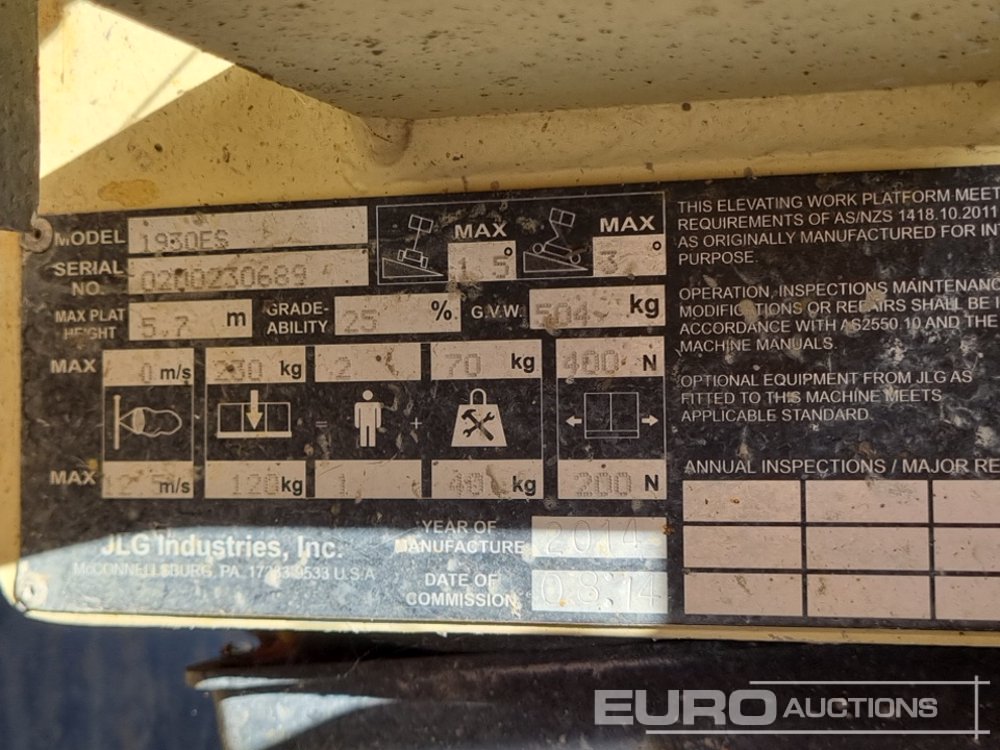 MODEL 1930ES
SERIAL NO. 0200230689
MAX PLAT HEIGHT 5.7 m GRADE-ABILITY 25 % G.V.W. kg
MAX 1.5°
MAX 3°
MAX 0 m/s 230 kg 2 70 kg 400 N
= +
MAX 12.5 m/s 120 kg 1 40 kg 200 N
JLG Industries, Inc.
McCONNELLSBURG, PA. U.S.A
YEAR OF MANUFACTURE 2014
DATE OF COMMISSION 08 14
THIS ELEVATING WORK PLATFORM MEET
REQUIREMENTS OF AS/NZS 1418.10.2011
AS ORIGINALLY MANUFACTURED FOR INT
PURPOSE.
OPERATION, INSPECTIONS MAINTENANC
MODIFICATIONS OR REPAIRS SHALL BE I
ACCORDANCE WITH AS2550.10 AND THE
MACHINE MANUALS.
OPTIONAL EQUIPMENT FROM JLG AS
FITTED TO THIS MACHINE MEETS
APPLICABLE STANDARD.
ANNUAL INSPECTIONS / MAJOR RE
EURO AUCTIONS